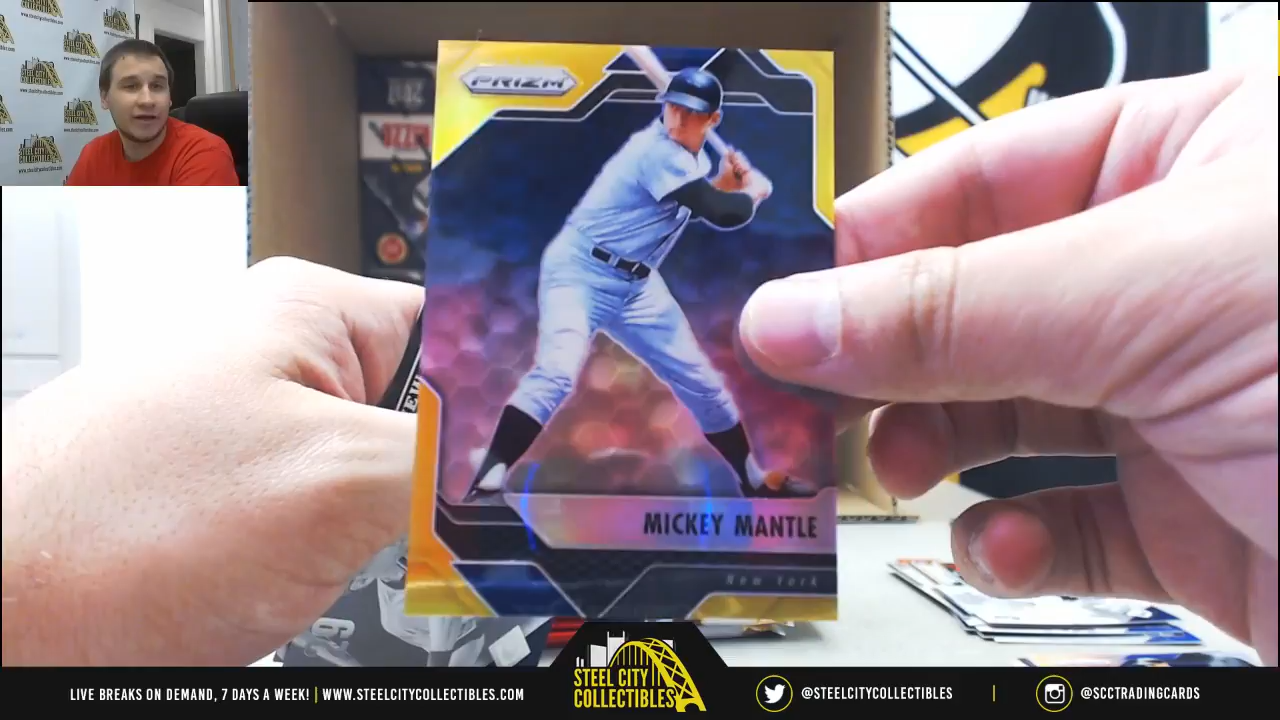 PRIZM
MICKEY MANTLE
New York
STEEL CITY
COLLECTIBLES
LIVE BREAKS ON DEMAND, 7 DAYS A WEEK! | WWW.STEELCITYCOLLECTIBLES.COM
@STEELCITYCOLLECTIBLES
@SCCTRADINGCARDS